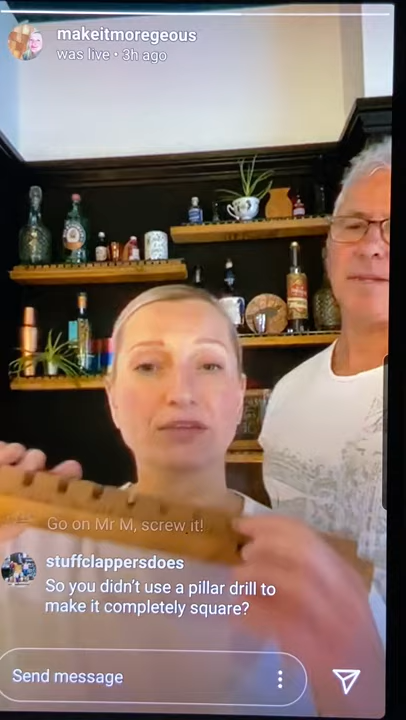 makeitmoregeous
was live • 3h ago
Go on Mr M, screw it!
stuffclappersdoes
So you didn't use a pillar drill to
make it completely square?
Send message